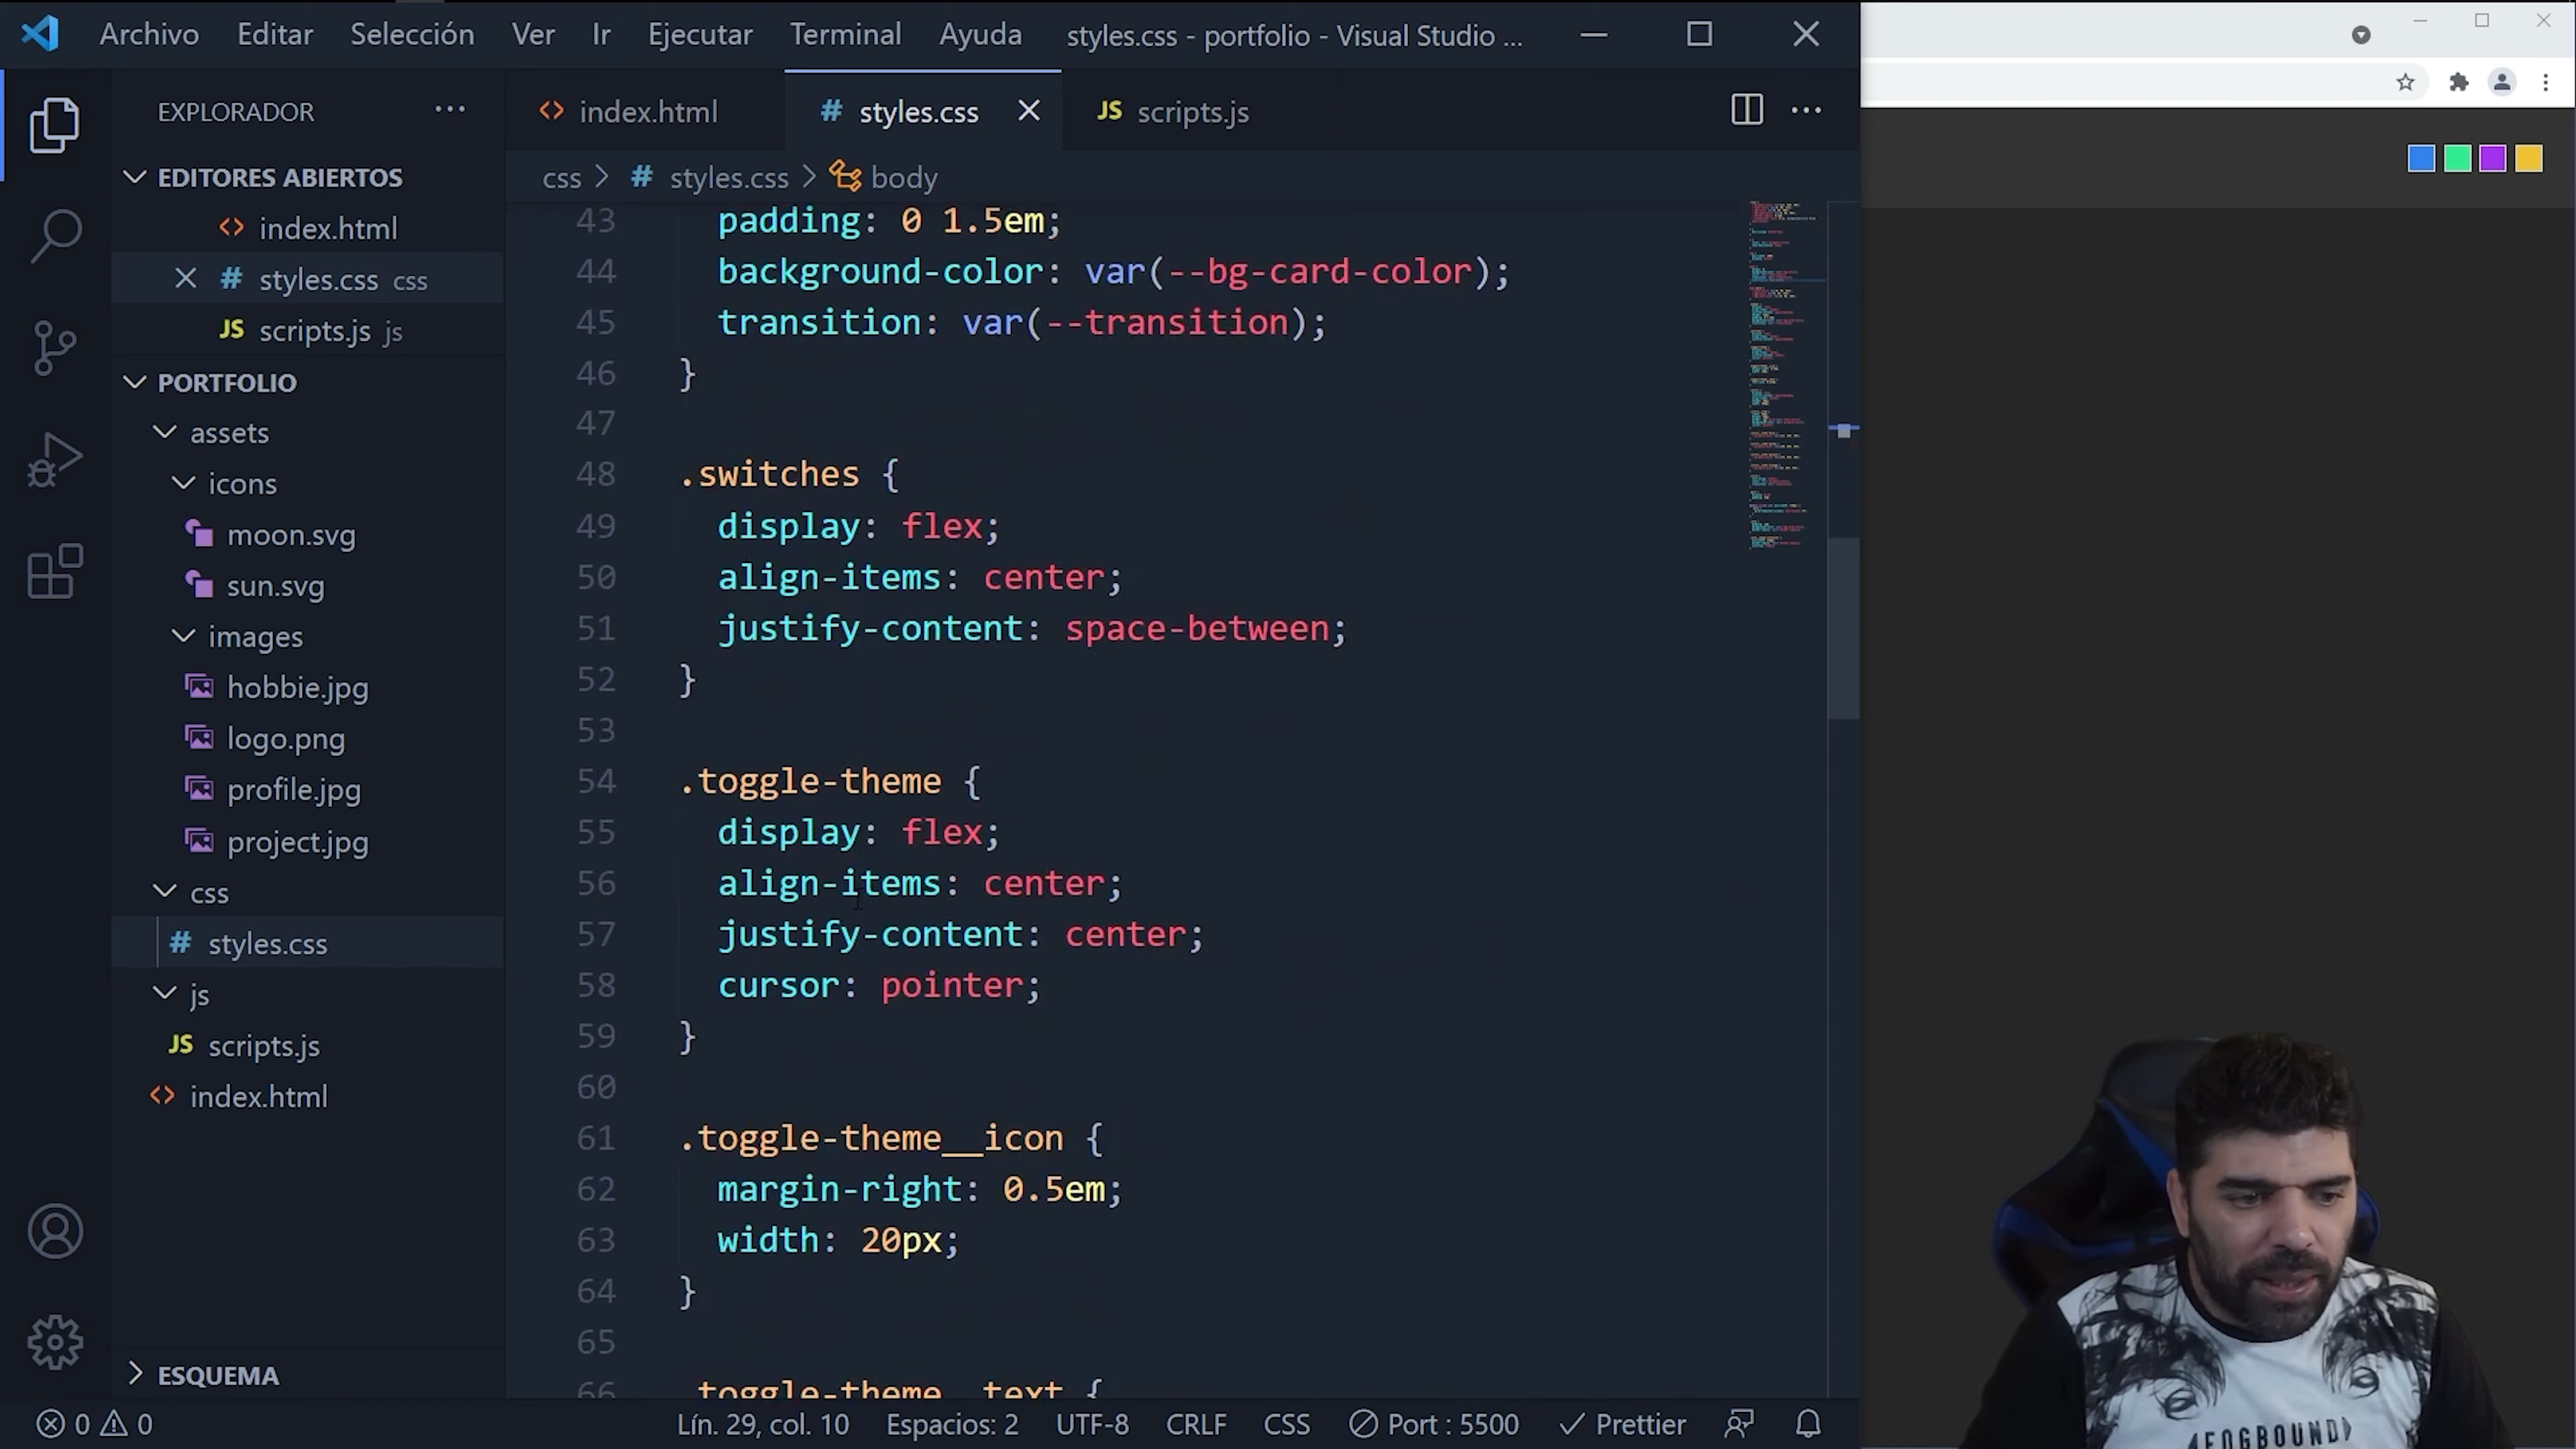 Archivo Editar Selección Ver Ir Ejecutar Terminal Ayuda styles.css - portfolio - Visual Studio ...
EXPLORADOR
EDITORES ABIERTOS
index.html
styles.css css
scripts.js js
PORTFOLIO
assets
icons
moon.svg
sun.svg
images
hobbie.jpg
logo.png
profile.jpg
project.jpg
css
styles.css
js
JS scripts.js
index.html
ESQUEMA
index.html # styles.css JS scripts.js
css > # styles.css > body
43 padding: 0 1.5em;
44 background-color: var(--bg-card-color);
45 transition: var(--transition);
46 }
47
48 .switches {
49 display: flex;
50 align-items: center;
51 justify-content: space-between;
52 }
53
54 .toggle-theme {
55 display: flex;
56 align-items: center;
57 justify-content: center;
58 cursor: pointer;
59 }
60
61 .toggle-theme__icon {
62 margin-right: 0.5em;
63 width: 20px;
64 }
65
66 .toggle-theme__text {
0 0 Lín. 29, col. 10 Espacios: 2 UTF-8 CRLF CSS Port : 5500 Prettier
FOGBOUND